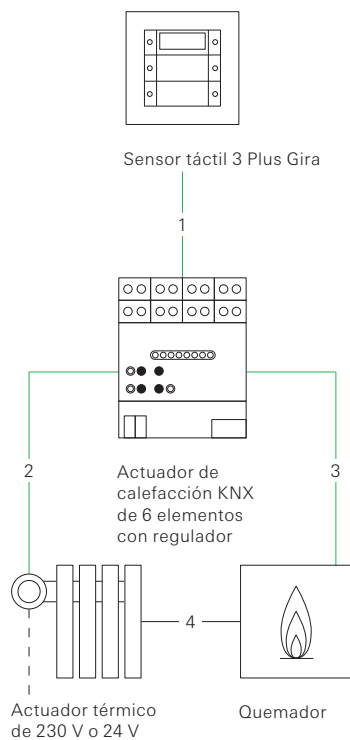 Sensor táctil 3 Plus Gira
1
2
3
Actuador de
calefacción KNX
de 6 elementos
con regulador
4
Actuador térmico
de 230 V o 24 V
Quemador